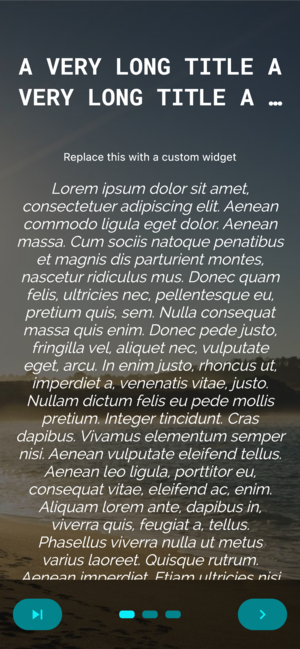 A VERY LONG TITLE A
VERY LONG TITLE A …
Replace this with a custom widget
Lorem ipsum dolor sit amet,
consectetuer adipiscing elit. Aenean
commodo ligula eget dolor. Aenean
massa. Cum sociis natoque penatibus
et magnis dis parturient montes,
nascetur ridiculus mus. Donec quam
felis, ultricies nec, pellentesque eu,
pretium quis, sem. Nulla consequat
massa quis enim. Donec pede justo,
fringilla vel, aliquet nec, vulputate
eget, arcu. In enim justo, rhoncus ut,
imperdiet a, venenatis vitae, justo.
Nullam dictum felis eu pede mollis
pretium. Integer tincidunt. Cras
dapibus. Vivamus elementum semper
nisi. Aenean vulputate eleifend tellus.
Aenean leo ligula, porttitor eu,
consequat vitae, eleifend ac, enim.
Aliquam lorem ante, dapibus in,
viverra quis, feugiat a, tellus.
Phasellus viverra nulla ut metus
varius laoreet. Quisque rutrum.
Aenean imperdiet. Etiam ultricies nisi